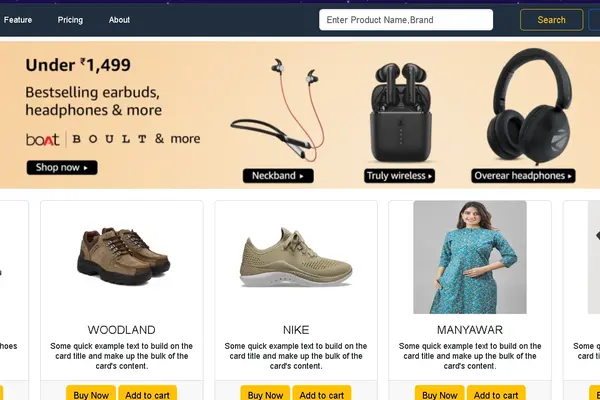 Feature Pricing About Enter Product Name,Brand Search
Under ₹1,499
Bestselling earbuds,
headphones & more
boAt | BOULT & more
Shop now ▸
Neckband ▸ Truly wireless ▸ Overear headphones ▸
WOODLAND
Some quick example text to build on the
card title and make up the bulk of the
card's content.
Buy Now Add to cart
NIKE
Some quick example text to build on the
card title and make up the bulk of the
card's content.
Buy Now Add to cart
MANYAWAR
Some quick example text to build on the
card title and make up the bulk of the
card's content.
Buy Now Add to cart